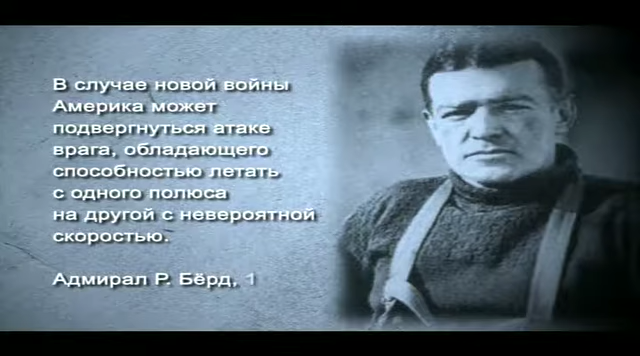 В случае новой войны
Америка может
подвергнуться атаке
врага, обладающего
способностью летать
с одного полюса
на другой с невероятной
скоростью.
Адмирал Р. Бёрд, 1